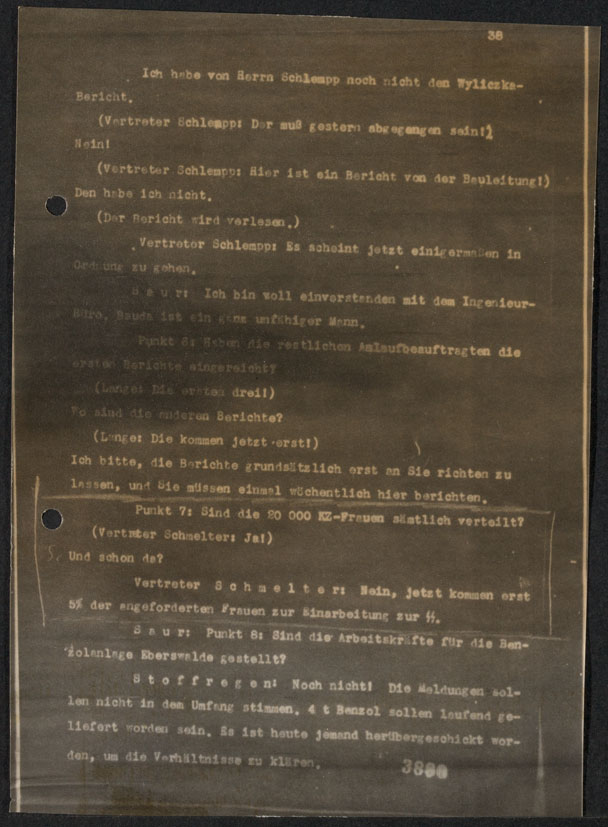 38
Ich habe von Herrn Schlempp noch nicht den Wyliczka-
Bericht.
(Vertreter Schlempp: Der muß gestern abgegangen sein!)
Nein!
(Vertreter Schlempp: Hier ist ein Bericht von der Bauleitung!)
Den habe ich nicht.
(Der Bericht wird verlesen.)
Vertreter Schlempp: Es scheint jetzt einigermaßen in
Ordnung zu gehen.
S a u r: Ich bin voll einverstanden mit dem Ingenieur-
Büro, Bauda ist ein ganz unfähiger Mann.
Punkt 6: Haben die restlichen Anlaufbeauftragten die
ersten Berichte eingereicht?
(Lange: Die ersten drei!)
Wo sind die anderen Berichte?
(Lange: Die kommen jetzt erst!)
Ich bitte, die Berichte grundsätzlich erst an Sie richten zu
lassen, und Sie müssen einmal wöchentlich hier berichten.
Punkt 7: Sind die 20 000 KZ-Frauen sämtlich verteilt?
(Vertreter Schmelter: Ja!)
Und schon da?
Vertreter S c h m e l t e r: Nein, jetzt kommen erst
5% der angeforderten Frauen zur Einarbeitung zur ᛋᛋ.
S a u r: Punkt 8: Sind die Arbeitskräfte für die Ben-
zolanlage Eberswalde gestellt?
S t o f f r e g e n: Noch nicht! Die Meldungen sol-
len nicht in dem Umfang stimmen. 4 t Benzol sollen laufend ge-
liefert worden sein. Es ist heute jemand herübergeschickt wor-
den, um die Verhältnisse zu klären.